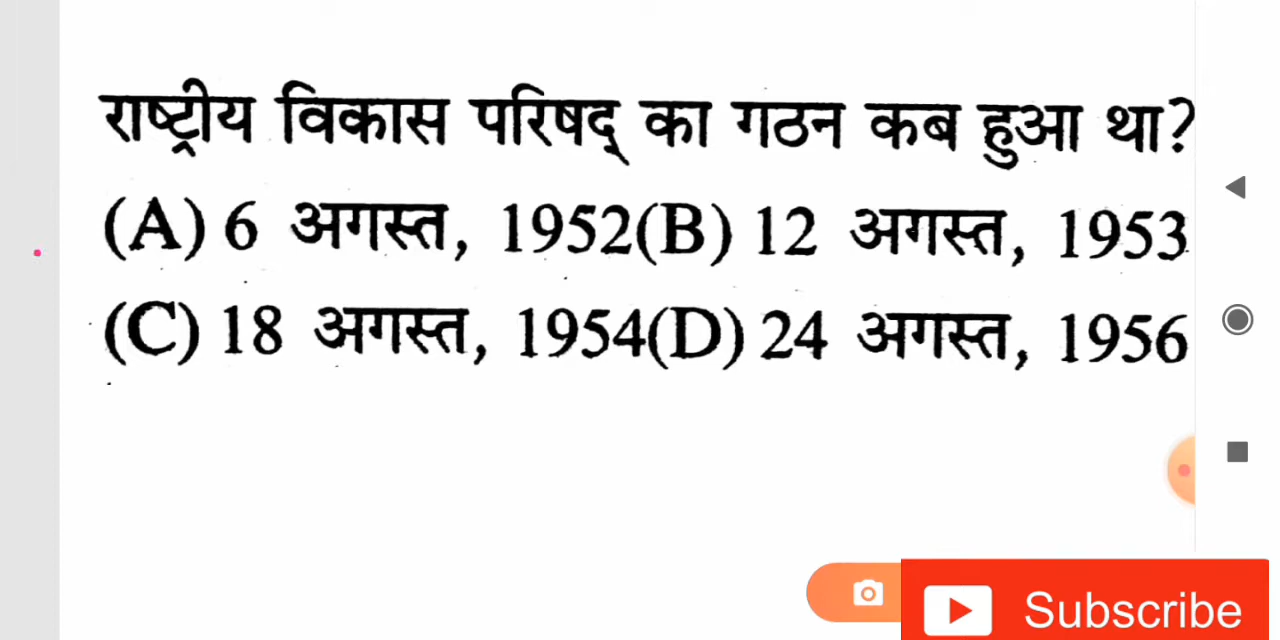 राष्ट्रीय विकास परिषद् का गठन कब हुआ था?
(A) 6 अगस्त, 1952(B) 12 अगस्त, 1953
(C) 18 अगस्त, 1954(D) 24 अगस्त, 1956
Subscribe